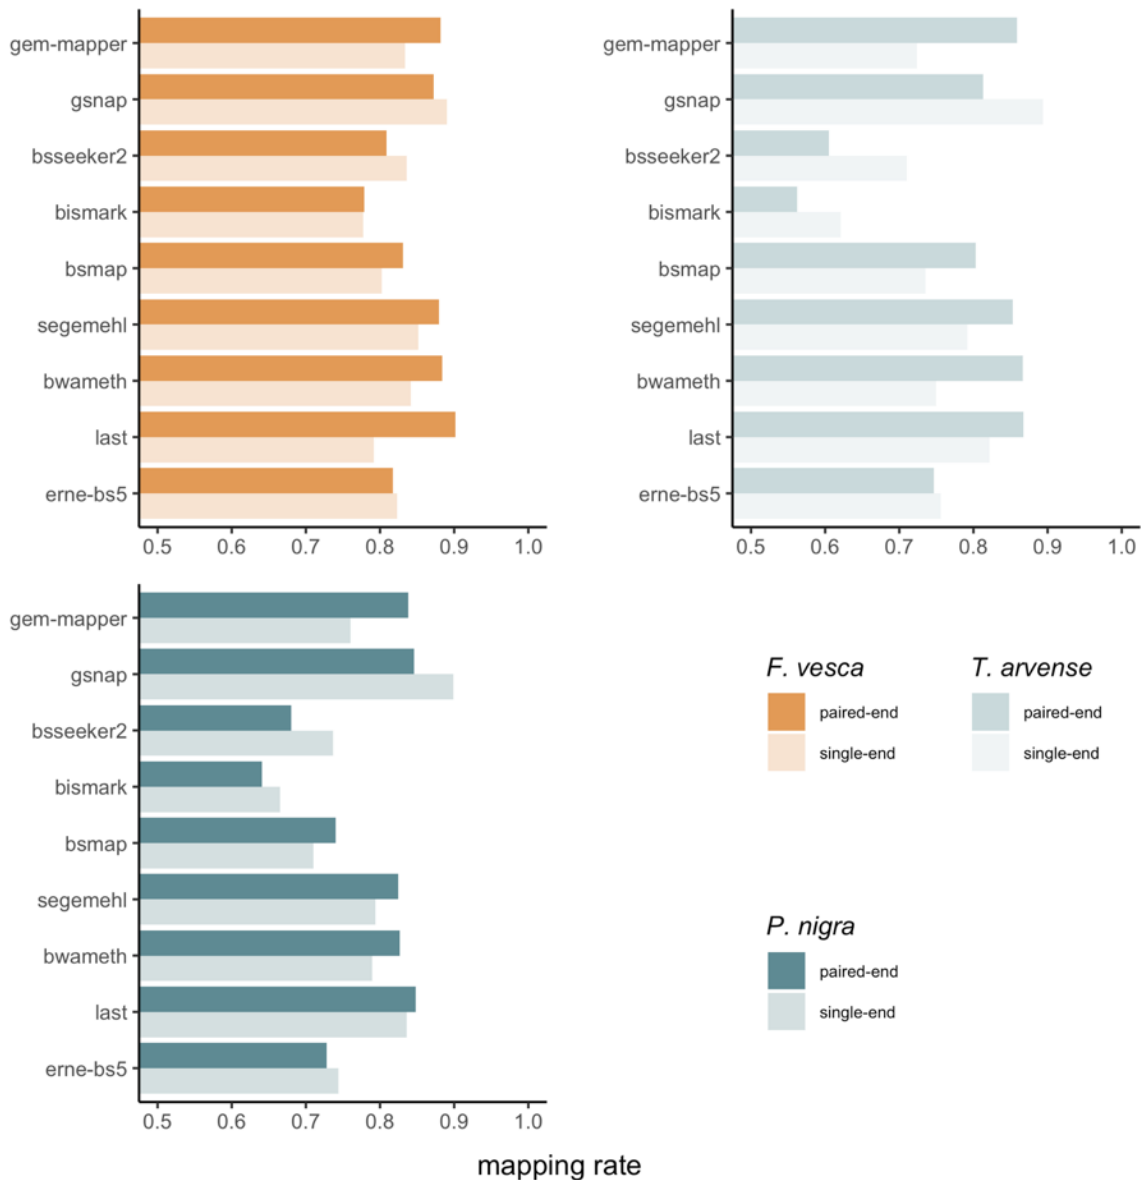 gem-mapper
gsnap
bsseeker2
bismark
bsmap
segemehl
bwameth
last
erne-bs5
0.5 0.6 0.7 0.8 0.9 1.0
gem-mapper
gsnap
bsseeker2
bismark
bsmap
segemehl
bwameth
last
erne-bs5
0.5 0.6 0.7 0.8 0.9 1.0
gem-mapper
gsnap
bsseeker2
bismark
bsmap
segemehl
bwameth
last
erne-bs5
0.5 0.6 0.7 0.8 0.9 1.0
F. vesca
paired-end
single-end
T. arvense
paired-end
single-end
P. nigra
paired-end
single-end
mapping rate